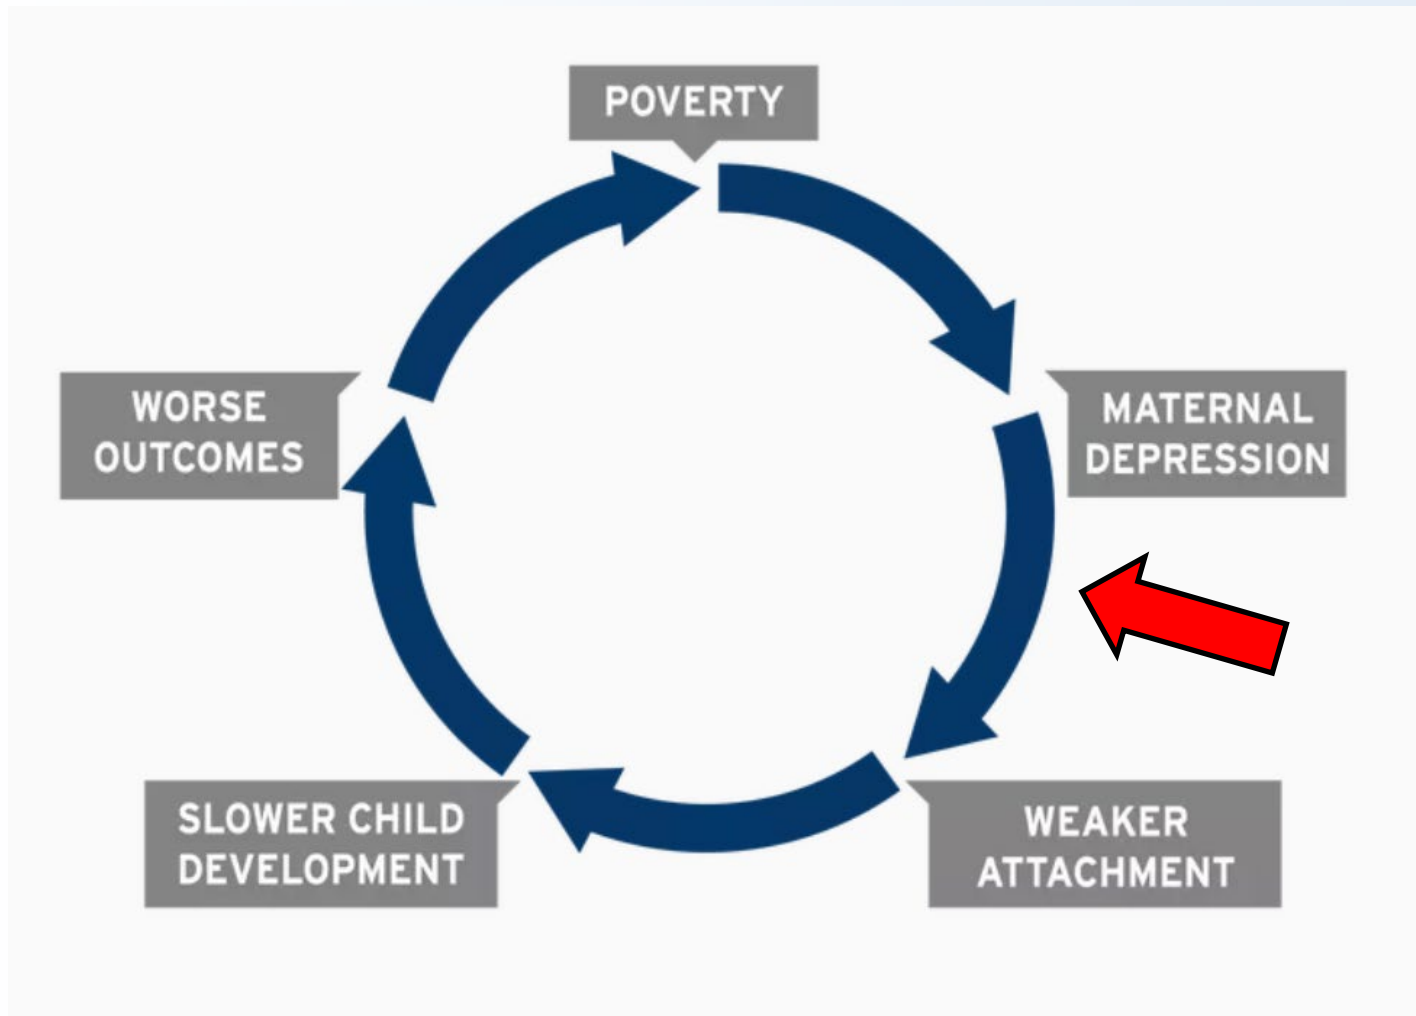 POVERTY
MATERNAL
DEPRESSION
WEAKER
ATTACHMENT
SLOWER CHILD
DEVELOPMENT
WORSE
OUTCOMES